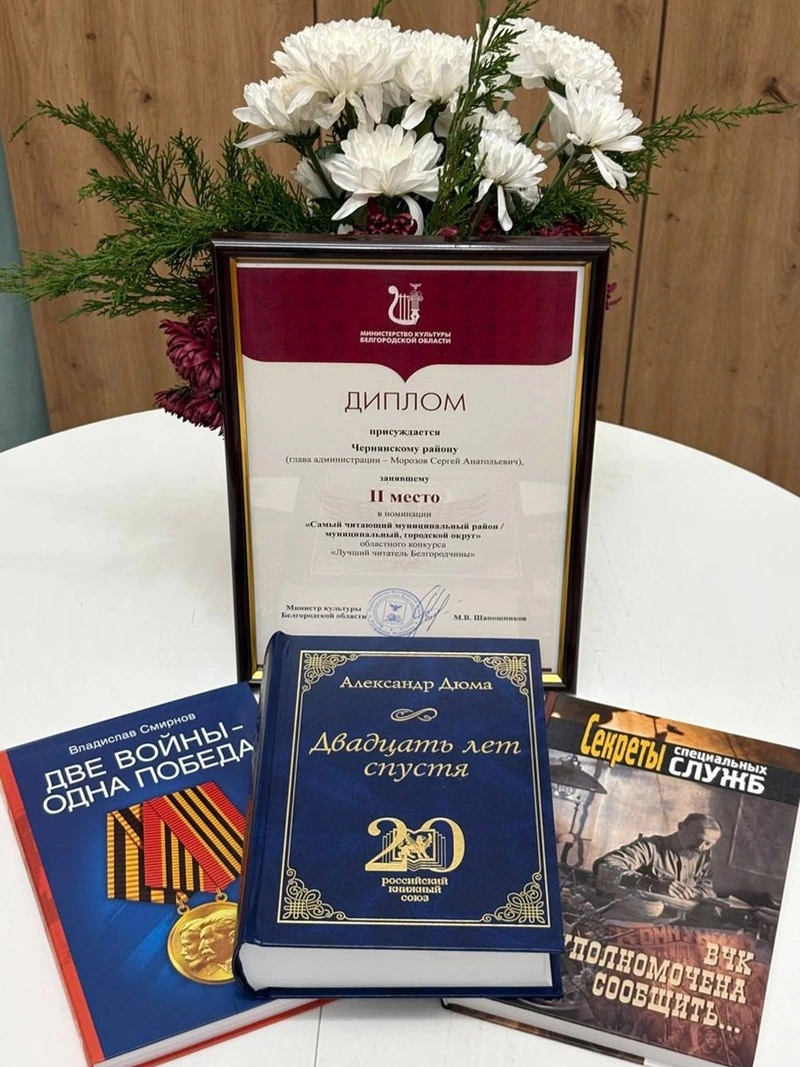 МИНИСТЕРСТВО КУЛЬТУРЫ
БЕЛГОРОДСКОЙ ОБЛАСТИ
ДИПЛОМ
присуждается
Чернянскому району
(глава администрации – Морозов Сергей Анатольевич),
занявшему
II место
в номинации
«Самый читающий муниципальный район /
муниципальный, городской округ»
областного конкурса
«Лучший читатель Белгородчины»
Министр культуры
Белгородской области
М.В. Шапошников
Владислав Смирнов
ДВЕ ВОЙНЫ –
ОДНА ПОБЕДА
Александр Дюма
Двадцать лет
спустя
20
российский
книжный
союз
Секреты специальных
СЛУЖБ
ВЧК
УПОЛНОМОЧЕНА
СООБЩИТЬ...